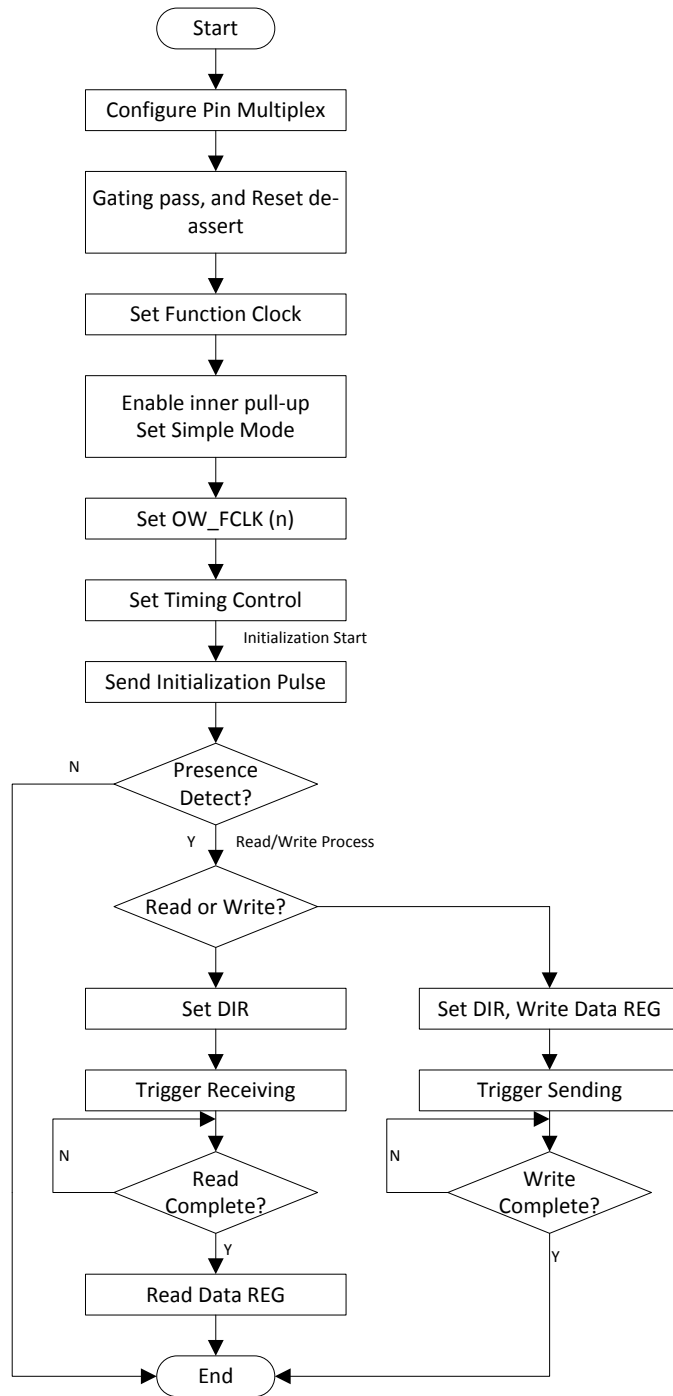 Start
Configure Pin Multiplex
Gating pass, and Reset de-
assert
Set Function Clock
Enable inner pull-up
Set Simple Mode
Set OW_FCLK (n)
Set Timing Control
Initialization Start
Send Initialization Pulse
N
Presence
Detect?
Y
Read/Write Process
Read or Write?
Set DIR
Set DIR, Write Data REG
Trigger Receiving
Trigger Sending
N
Read
Complete?
N
Write
Complete?
Y
Y
Read Data REG
End